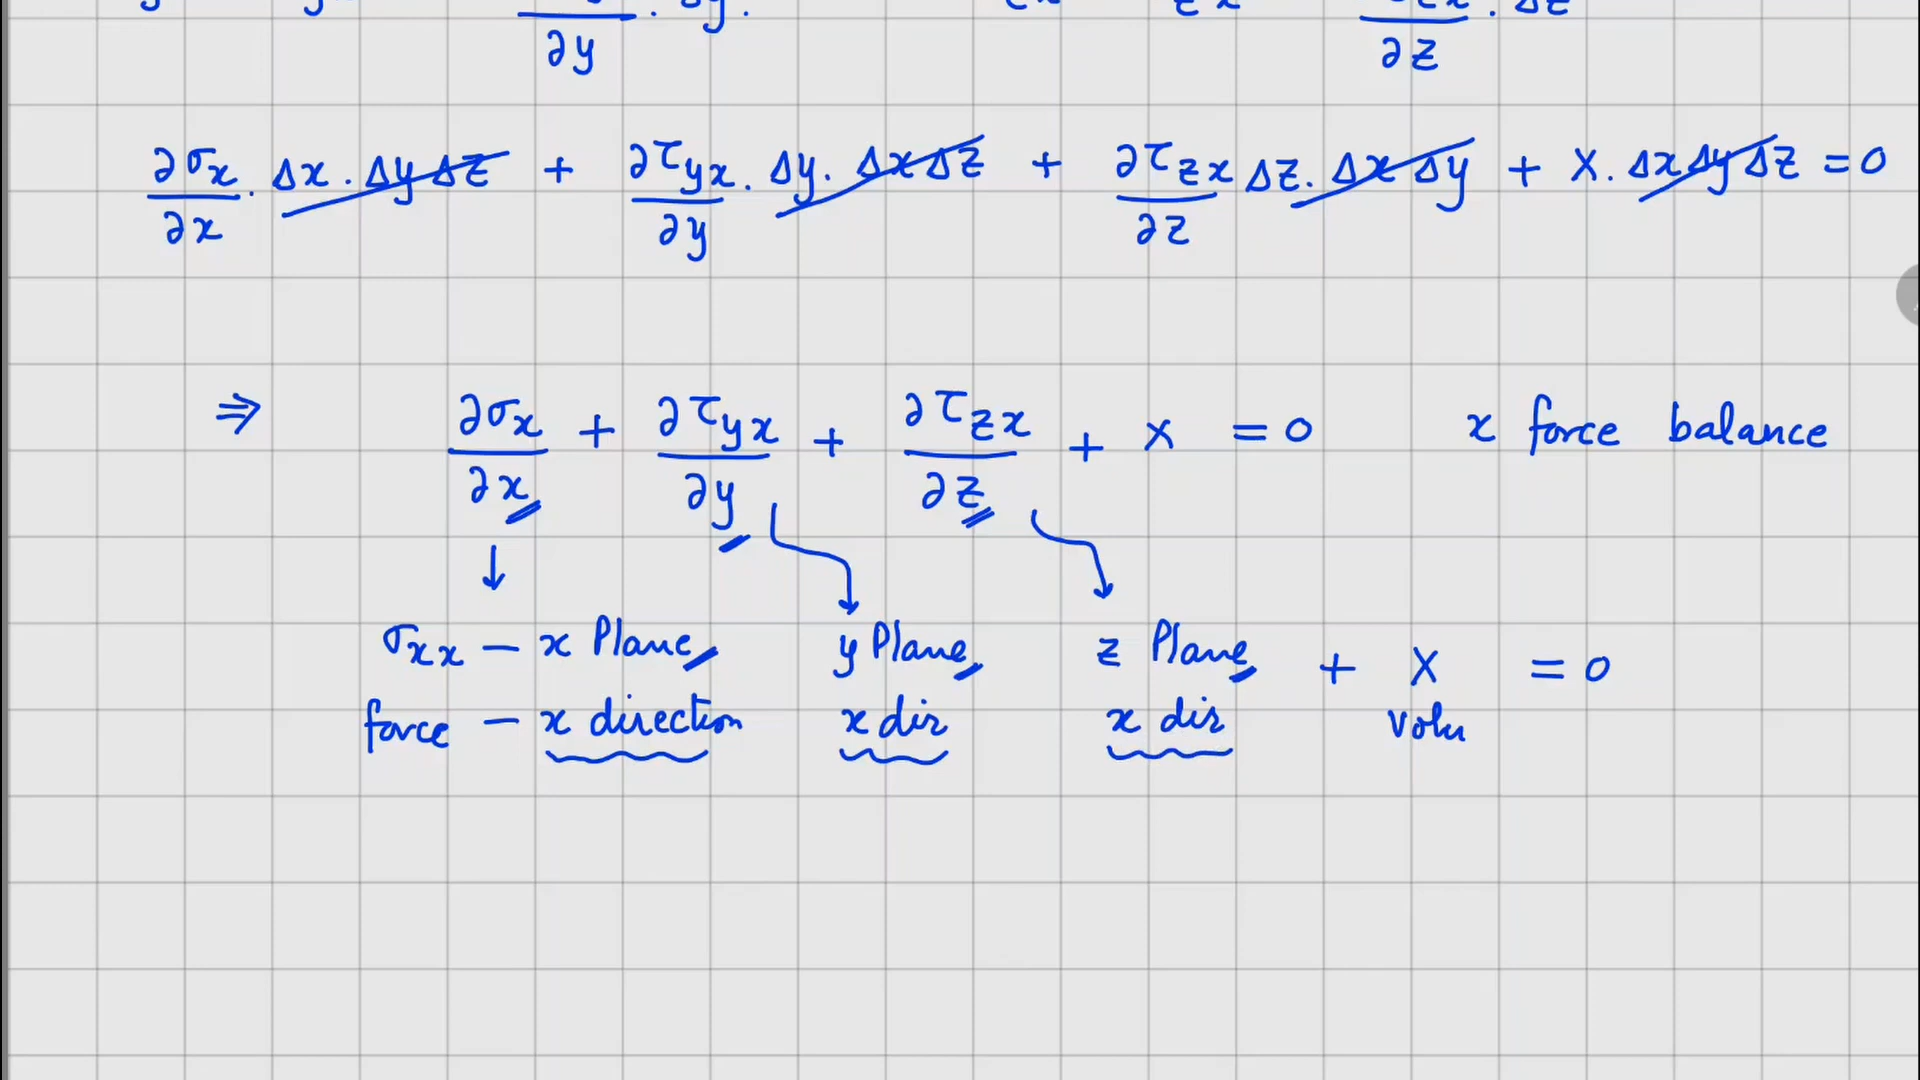 ∂y ∂z
∂σx/∂x · Δx · Δy Δz + ∂τyx/∂y · Δy · Δx Δz + ∂τzx/∂z Δz · Δx Δy + X · Δx Δy Δz = 0
⇒ ∂σx/∂x + ∂τyx/∂y + ∂τzx/∂z + X = 0 x force balance
σxx – x Plane y Plane z Plane + X = 0
force – x direction x dir x dir volu